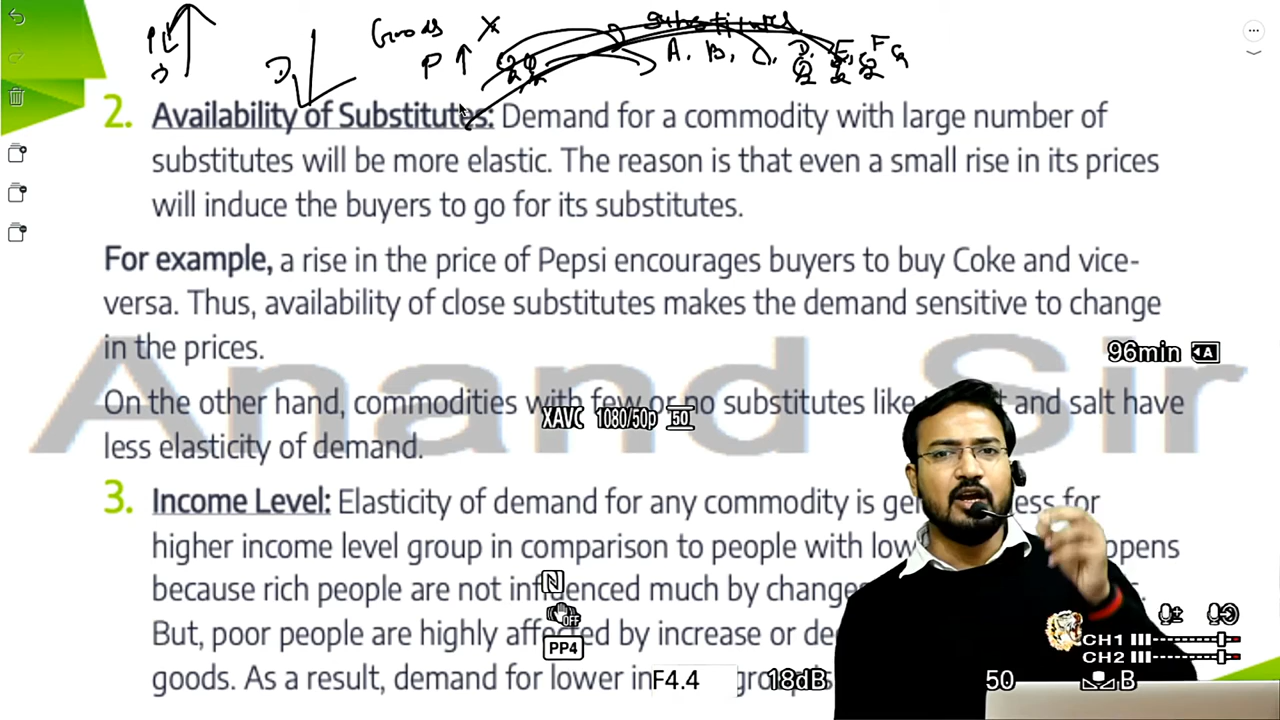 Goods X substitutes
P A, B, C, D, E, F G
D
2. Availability of Substitutes: Demand for a commodity with large number of
substitutes will be more elastic. The reason is that even a small rise in its prices
will induce the buyers to go for its substitutes.
For example, a rise in the price of Pepsi encourages buyers to buy Coke and vice-
versa. Thus, availability of close substitutes makes the demand sensitive to change
in the prices.
Anand Sir
96min A
On the other hand, commodities with few or no substitutes like and salt have
XAVC 1080/50p 50
less elasticity of demand.
3. Income Level: Elasticity of demand for any commodity is for
higher income level group in comparison to people with
because rich people are not influenced much by
N
OFF
But, poor people are highly affected by increase or
PP4
CH1
CH2
goods. As a result, demand for lower
F4.4 18dB 50 B